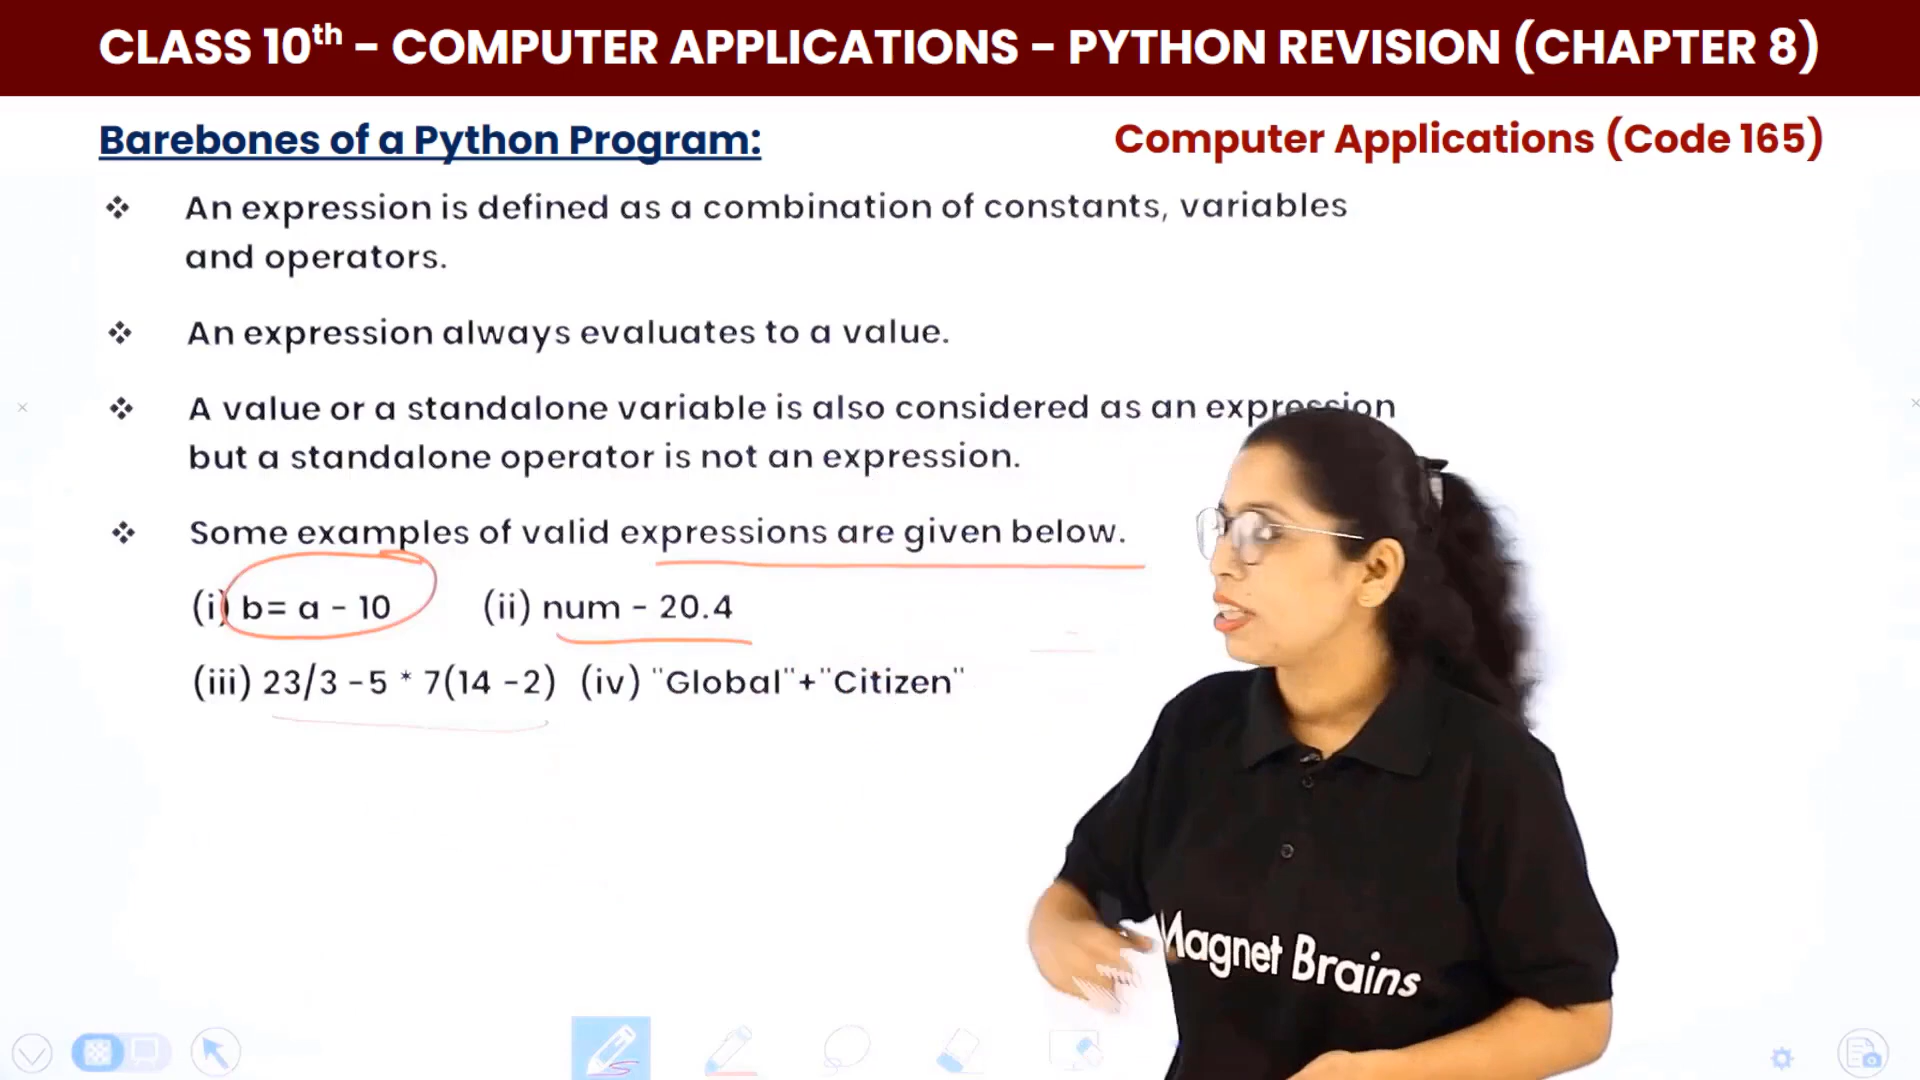 CLASS 10th – COMPUTER APPLICATIONS – PYTHON REVISION (CHAPTER 8)
Barebones of a Python Program:
Computer Applications (Code 165)
❖ An expression is defined as a combination of constants, variables
and operators.
❖ An expression always evaluates to a value.
❖ A value or a standalone variable is also considered as an expression
but a standalone operator is not an expression.
❖ Some examples of valid expressions are given below.
(i) b= a - 10 (ii) num - 20.4
(iii) 23/3 -5 * 7(14 -2) (iv) "Global"+"Citizen"
Magnet Brains